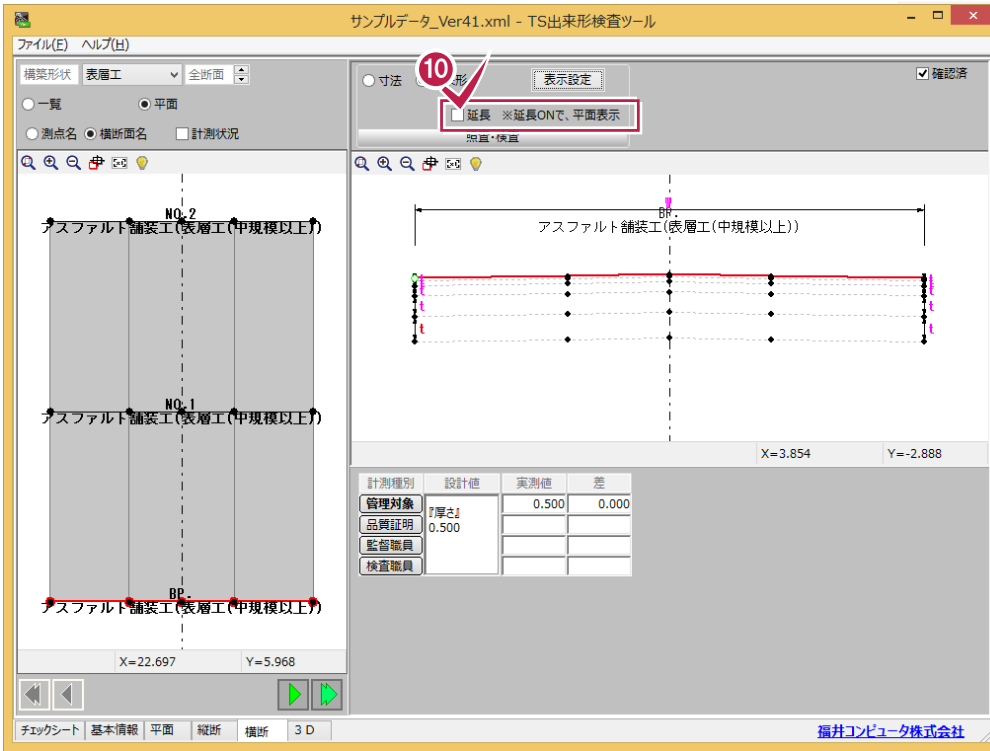 サンプルデータ_Ver41.xml - TS出来形検査ツール
ファイル(F) ヘルプ(H)
構築形状 表層工 全断面
一覧 平面
測点名 横断面名 計測状況
寸法 形 表示設定 確認済
10
延長 ※延長ONで、平面表示
照査・検査
NO.2
アスファルト舗装工(表層工(中規模以上))
NO.1
アスファルト舗装工(表層工(中規模以上))
BP.
アスファルト舗装工(表層工(中規模以上))
X=22.697 Y=5.968
W
BP.
アスファルト舗装工(表層工(中規模以上))
t t
t t
t t
X=3.854 Y=-2.888
計測種別 設計値 実測値 差
管理対象 『厚さ』 0.500 0.000
品質証明 0.500
監督職員
検査職員
チェックシート 基本情報 平面 縦断 横断 3D
福井コンピュータ株式会社